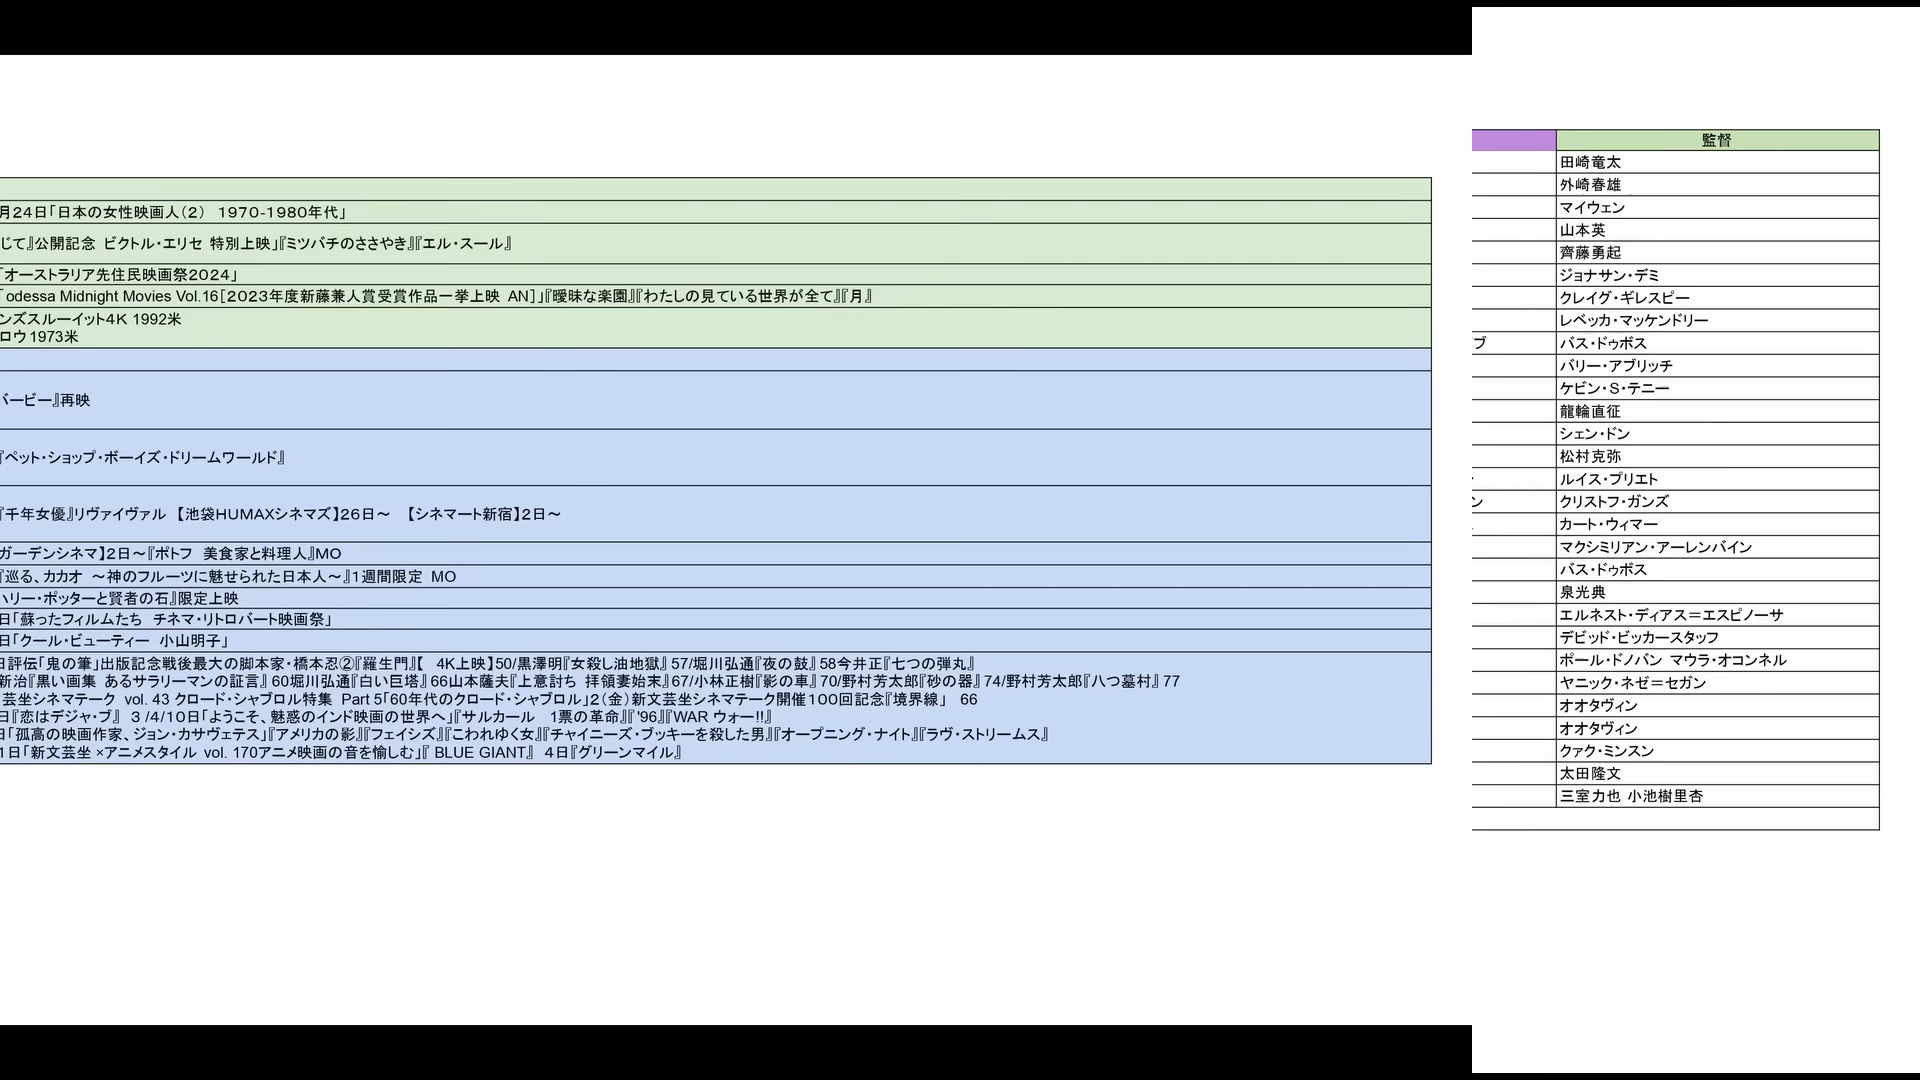 月24日「日本の女性映画人(2) 1970-1980年代」
じて』公開記念 ビクトル・エリセ 特別上映」『ミツバチのささやき』『エル・スール』
「オーストラリア先住民映画祭2024」
「odessa Midnight Movies Vol.16[2023年度新藤兼人賞受賞作品一挙上映 AN]」『曖昧な楽園』『わたしの見ている世界が全て』『月』
ンズスルーイット4K 1992米
ロウ1973米
バービー』再映
『ペット・ショップ・ボーイズ・ドリームワールド』
『千年女優』リヴァイヴァル 【池袋HUMAXシネマズ】26日～ 【シネマート新宿】2日～
ガーデンシネマ】2日～『ポトフ 美食家と料理人』MO
『巡る、カカオ ～神のフルーツに魅せられた日本人～』1週間限定 MO
ハリー・ポッターと賢者の石』限定上映
日「蘇ったフィルムたち チネマ・リトロバート映画祭」
日「クール・ビューティー 小山明子」
日評伝「鬼の筆」出版記念戦後最大の脚本家・橋本忍②『羅生門』【 4K上映】50/黒澤明『女殺し油地獄』57/堀川弘通『夜の鼓』58今井正『七つの弾丸』
新治『黒い画集 あるサラリーマンの証言』60堀川弘通『白い巨塔』66山本薩夫『上意討ち 拝領妻始末』67/小林正樹『影の車』70/野村芳太郎『砂の器』74/野村芳太郎『八つ墓村』77
芸坐シネマテーク vol. 43 クロード・シャブロル特集 Part 5「60年代のクロード・シャブロル」2(金)新文芸坐シネマテーク開催100回記念『境界線」 66
日『恋はデジャ・ブ』 3 /4/10日「ようこそ、魅惑のインド映画の世界へ」『サルカール 1票の革命』『'96』『WAR ウォー!!』
日「孤高の映画作家、ジョン・カサヴェテス」『アメリカの影』『フェイシズ』『こわれゆく女』『チャイニーズ・ブッキーを殺した男』『オープニング・ナイト』『ラヴ・ストリームス』
1日「新文芸坐×アニメスタイル vol. 170アニメ映画の音を愉しむ」『 BLUE GIANT』 4日『グリーンマイル』
監督
田崎竜太
外崎春雄
マイウェン
山本英
齊藤勇起
ジョナサン・デミ
クレイグ・ギレスピー
レベッカ・マッケンドリー
ブ バス・ドゥボス
バリー・アブリッチ
ケビン・S・テニー
龍輪直征
シェン・ドン
松村克弥
ルイス・プリエト
ン クリストフ・ガンズ
カート・ウィマー
マクシミリアン・アーレンバイン
バス・ドゥボス
泉光典
エルネスト・ディアス＝エスピノーサ
デビッド・ビッカースタッフ
ポール・ドノバン マウラ・オコンネル
ヤニック・ネゼ＝セガン
オオタヴィン
オオタヴィン
クァク・ミンスン
太田隆文
三室力也 小池樹里杏